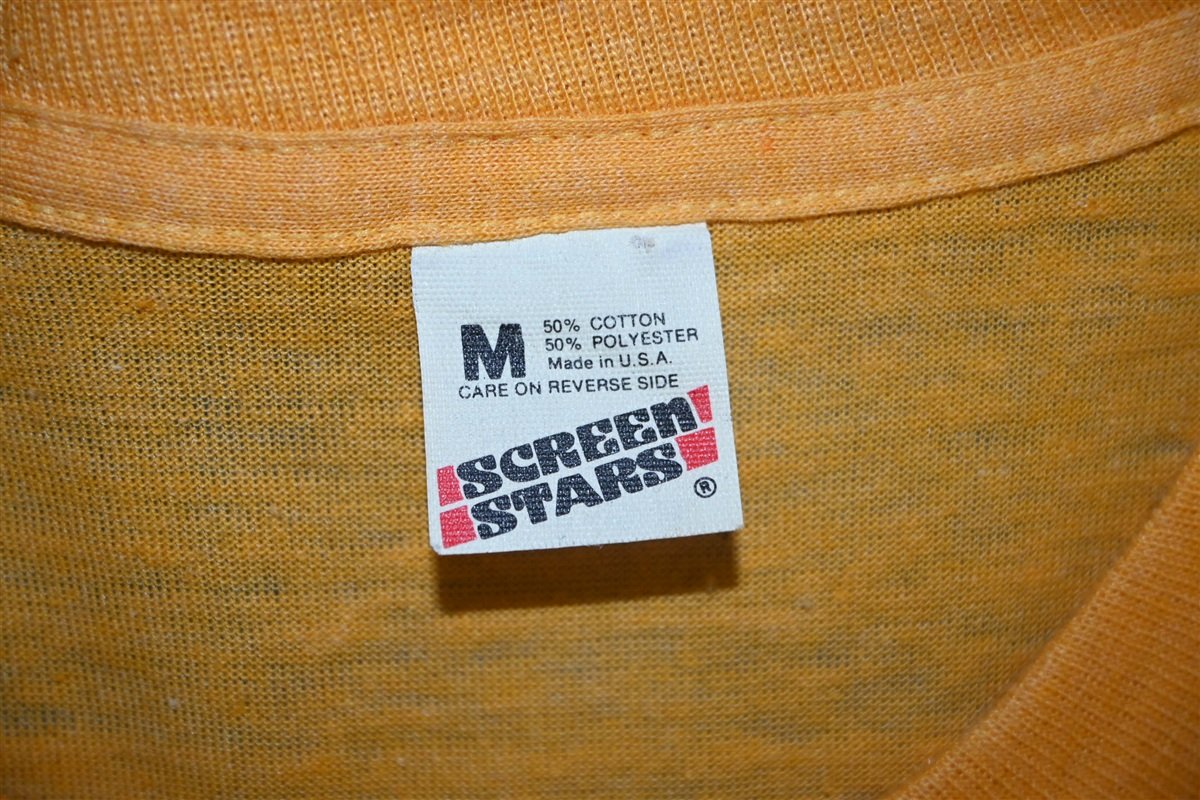 M
50% COTTON
50% POLYESTER
Made in U.S.A.
CARE ON REVERSE SIDE
SCREEN
STARS
®